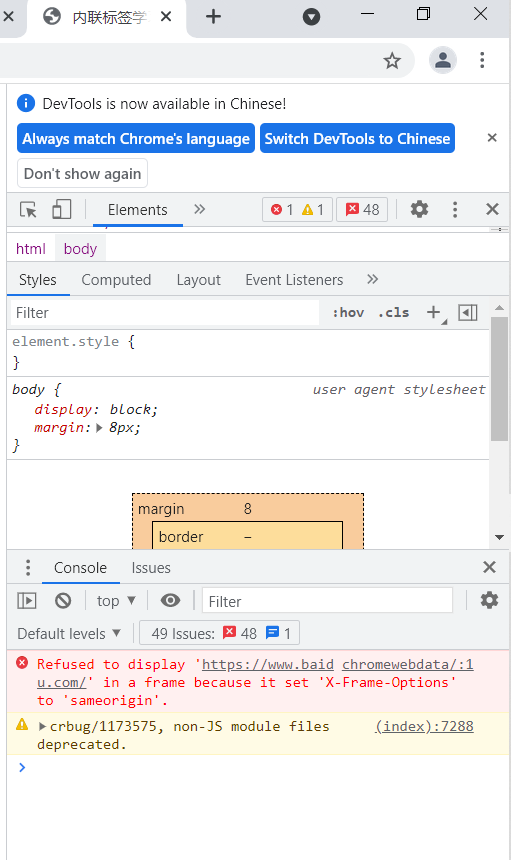 内联标签学
DevTools is now available in Chinese!
Always match Chrome's language
Switch DevTools to Chinese
Don't show again
Elements
1
1
48
html body
Styles Computed Layout Event Listeners
Filter
:hov .cls
element.style {
}
body {
user agent stylesheet
display: block;
margin: 8px;
}
margin 8
border –
Console Issues
top
Filter
Default levels
49 Issues: 48 1
Refused to display 'https://www.baid chromewebdata/:1
u.com/' in a frame because it set 'X-Frame-Options'
to 'sameorigin'.
crbug/1173575, non-JS module files (index):7288
deprecated.